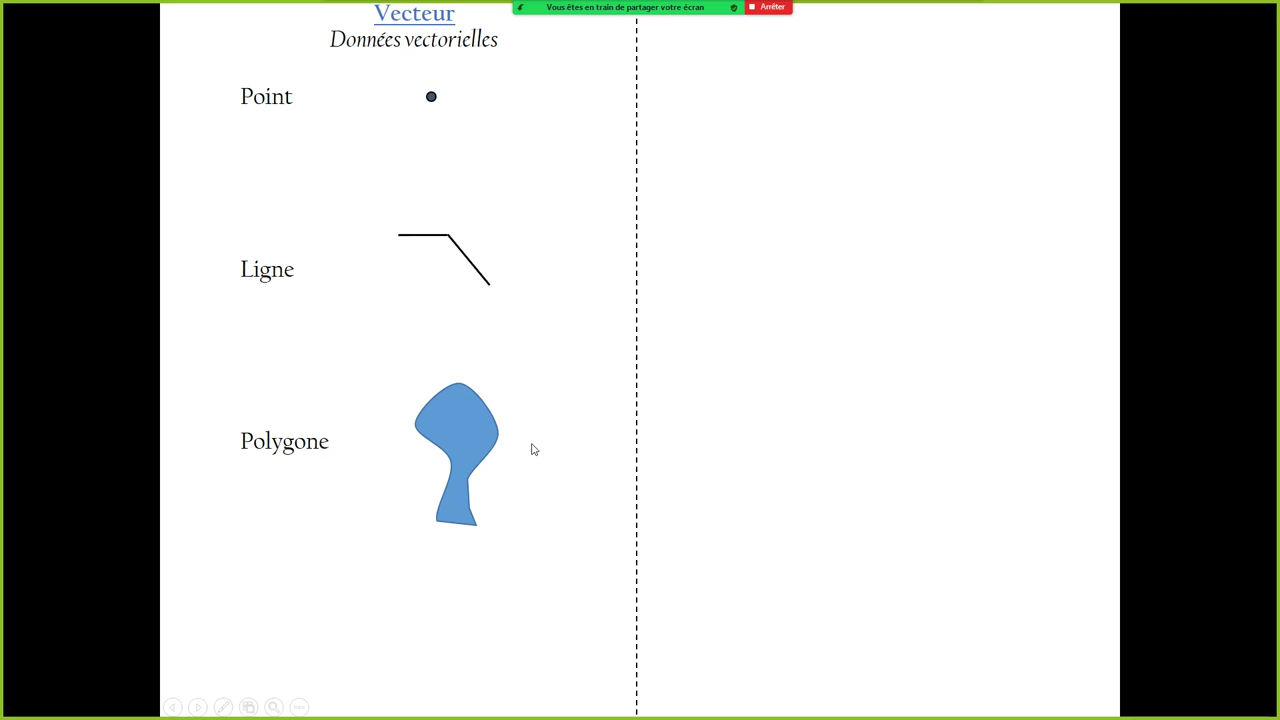 Vous êtes en train de partager votre écran
Arrêter
Vecteur
Données vectorielles
Point
Ligne
Polygone